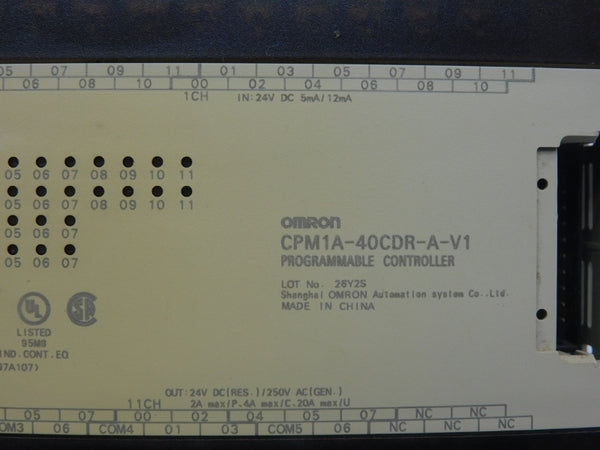 05 07 09 11 01 03 05 07 09 11
06 08 10 00 02 04 06 08 10
1CH IN:24V DC 5mA/12mA
05 06 07 08 09 10 11
05 06 07 08 09 10 11
05 06 07
05 06 07
OMRON
CPM1A-40CDR-A-V1
PROGRAMMABLE CONTROLLER
LOT No. 26Y2S
Shanghai OMRON Automation system Co.,Ltd.
MADE IN CHINA
UL
LISTED
95M8
IND.CONT.EQ
97A107)
OUT:24V DC(RES.)/250V AC(GEN.)
11CH 2A max/P.4A max/C.20A max/U
05 07 00 02 04 05 07 NC NC
COM3 06 COM4 01 03 COM5 06 NC NC NC